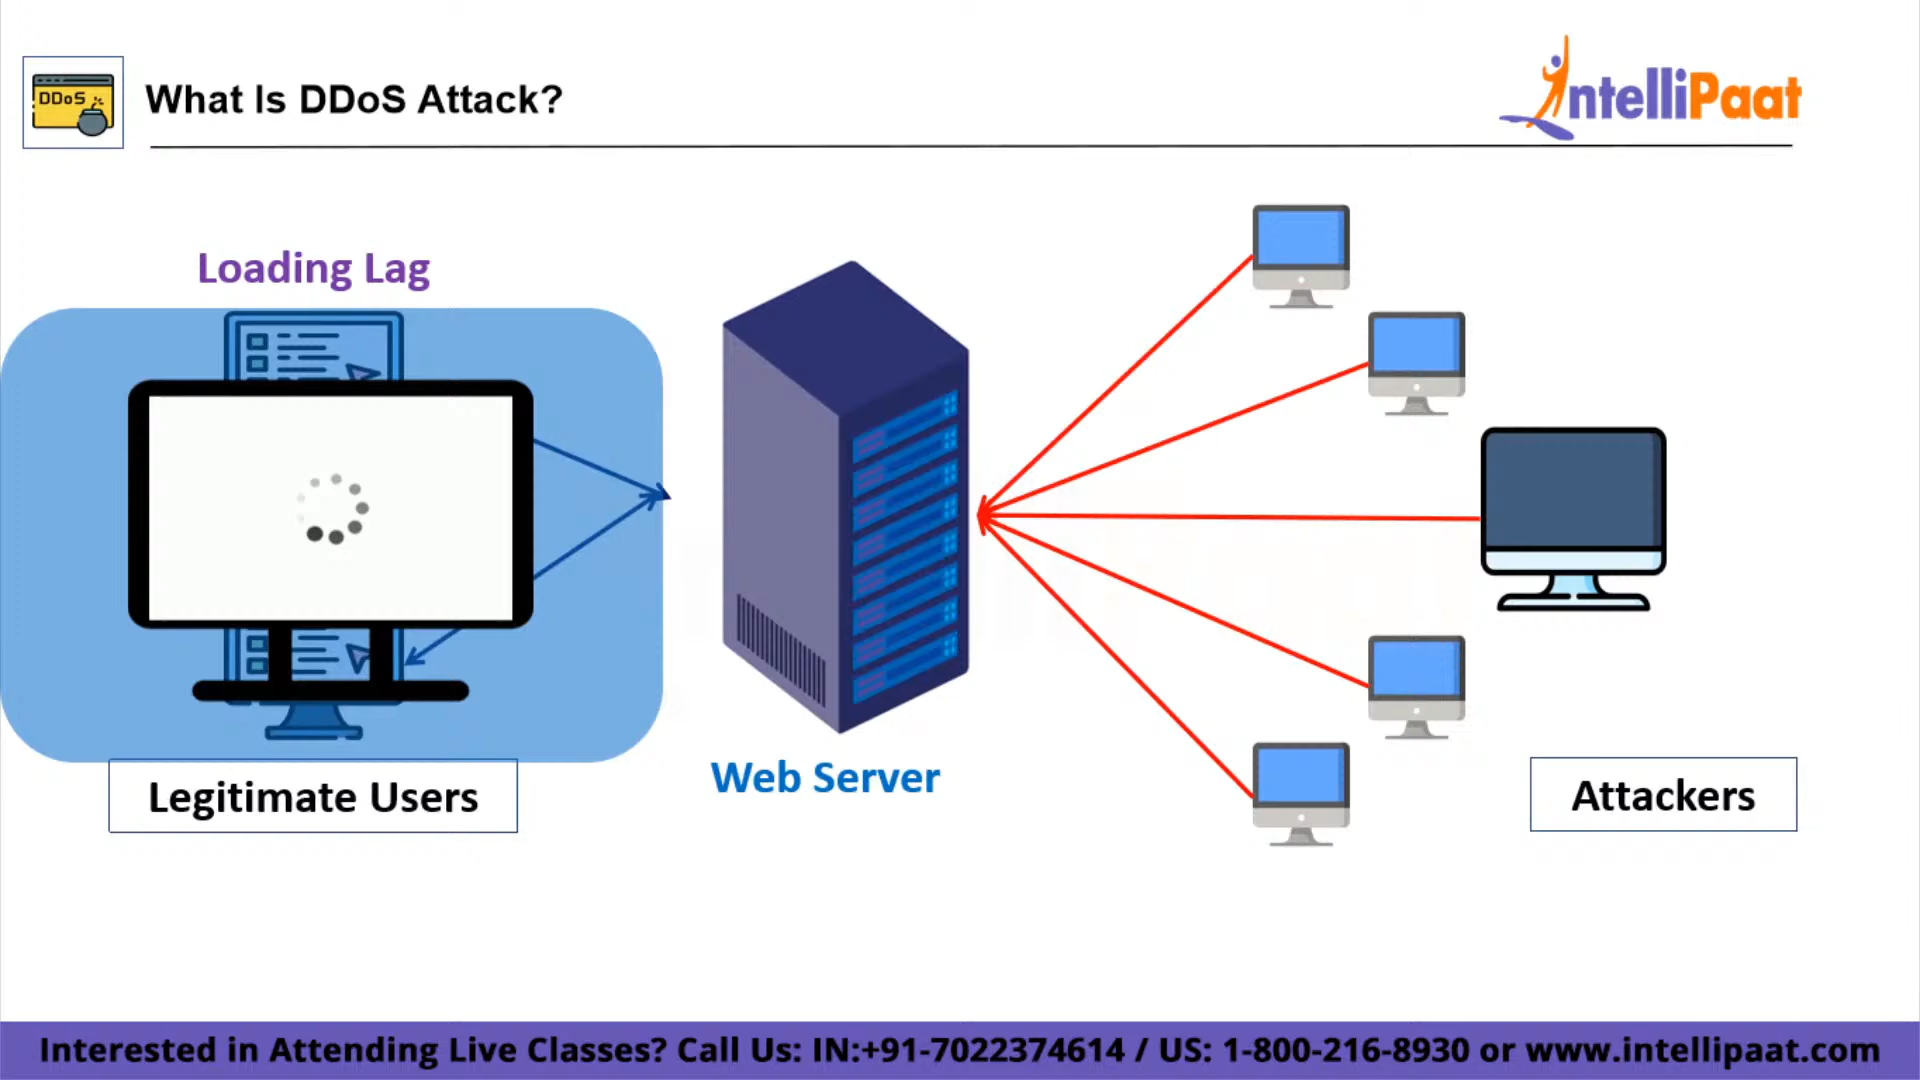 DDoS
What Is DDoS Attack?
IntelliPaat
Loading Lag
Legitimate Users
Web Server
Attackers
Interested in Attending Live Classes? Call Us: IN:+91-7022374614 / US: 1-800-216-8930 or www.intellipaat.com